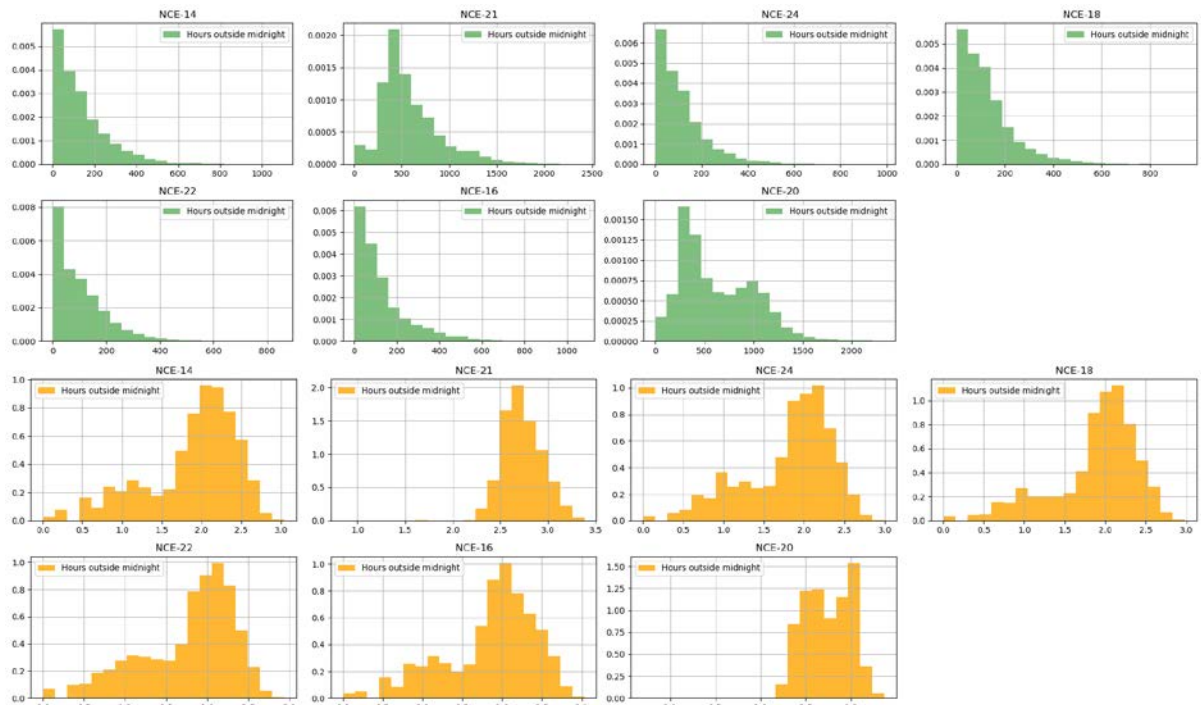 NCE-14 NCE-21 NCE-24 NCE-18
Hours outside midnight Hours outside midnight Hours outside midnight Hours outside midnight
0.005 0.0020 0.006 0.005
0.004 0.0015 0.005 0.004
0.003 0.0010 0.004 0.003
0.002 0.0005 0.003 0.002
0.001 0.0000 0.002 0.001
0.000 0.001 0.000
0.000
0 200 400 600 800 1000 0 500 1000 1500 2000 2500 0 200 400 600 800 1000 0 200 400 600 800
NCE-22 NCE-16 NCE-20
Hours outside midnight Hours outside midnight Hours outside midnight
0.008 0.006 0.00150
0.006 0.005 0.00125
0.004 0.004 0.00100
0.002 0.003 0.00075
0.000 0.002 0.00050
0.001 0.00025
0.000 0.00000
0 200 400 600 800 0 200 400 600 800 1000 0 500 1000 1500 2000
NCE-14 NCE-21 NCE-24 NCE-18
Hours outside midnight Hours outside midnight Hours outside midnight Hours outside midnight
1.0 2.0 1.0 1.0
0.8 1.5 0.8 0.8
0.6 1.0 0.6 0.6
0.4 0.5 0.4 0.4
0.2 0.0 0.2 0.2
0.0 0.0 0.0
0.0 0.5 1.0 1.5 2.0 2.5 3.0 1.0 1.5 2.0 2.5 3.0 3.5 0.0 0.5 1.0 1.5 2.0 2.5 3.0 0.0 0.5 1.0 1.5 2.0 2.5 3.0
NCE-22 NCE-16 NCE-20
Hours outside midnight Hours outside midnight Hours outside midnight
1.0 1.0 1.50
0.8 0.8 1.25
0.6 0.6 1.00
0.4 0.4 0.75
0.2 0.2 0.50
0.0 0.0 0.25
0.00